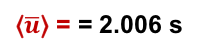 ⟨u̅⟩ = = 2.006 s